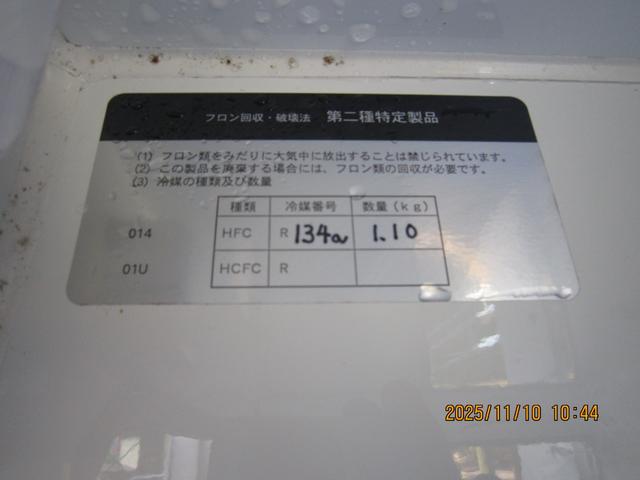 フロン回収・破壊法 第二種特定製品
(1) フロン類をみだりに大気中に放出することは禁じられています。
(2) この製品を廃棄する場合には、フロン類の回収が必要です。
(3) 冷媒の種類及び数量
種類 冷媒番号 数量(kg)
014 HFC R 134a 1.10
01U HCFC R
2025/11/10 10:44